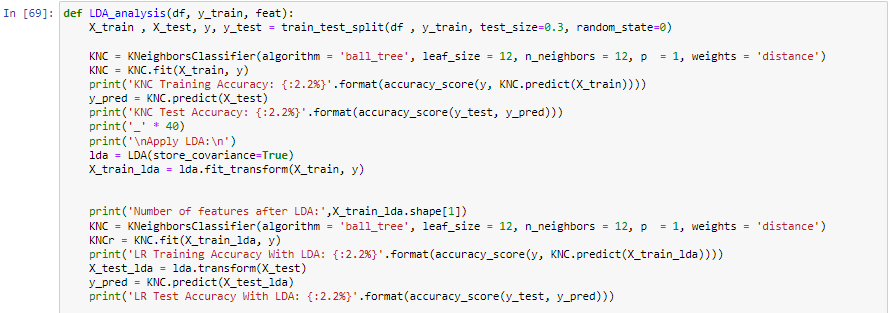 In [69]: def LDA_analysis(df, y_train, feat):
    X_train , X_test, y, y_test = train_test_split(df , y_train, test_size=0.3, random_state=0)

    KNC = KNeighborsClassifier(algorithm = 'ball_tree', leaf_size = 12, n_neighbors = 12, p  = 1, weights = 'distance')
    KNC = KNC.fit(X_train, y)
    print('KNC Training Accuracy: {:2.2%}'.format(accuracy_score(y, KNC.predict(X_train))))
    y_pred = KNC.predict(X_test)
    print('KNC Test Accuracy: {:2.2%}'.format(accuracy_score(y_test, y_pred)))
    print('_' * 40)
    print('\nApply LDA:\n')
    lda = LDA(store_covariance=True)
    X_train_lda = lda.fit_transform(X_train, y)

    print('Number of features after LDA:',X_train_lda.shape[1])
    KNC = KNeighborsClassifier(algorithm = 'ball_tree', leaf_size = 12, n_neighbors = 12, p  = 1, weights = 'distance')
    KNCr = KNC.fit(X_train_lda, y)
    print('LR Training Accuracy With LDA: {:2.2%}'.format(accuracy_score(y, KNC.predict(X_train_lda))))
    X_test_lda = lda.transform(X_test)
    y_pred = KNC.predict(X_test_lda)
    print('LR Test Accuracy With LDA: {:2.2%}'.format(accuracy_score(y_test, y_pred)))